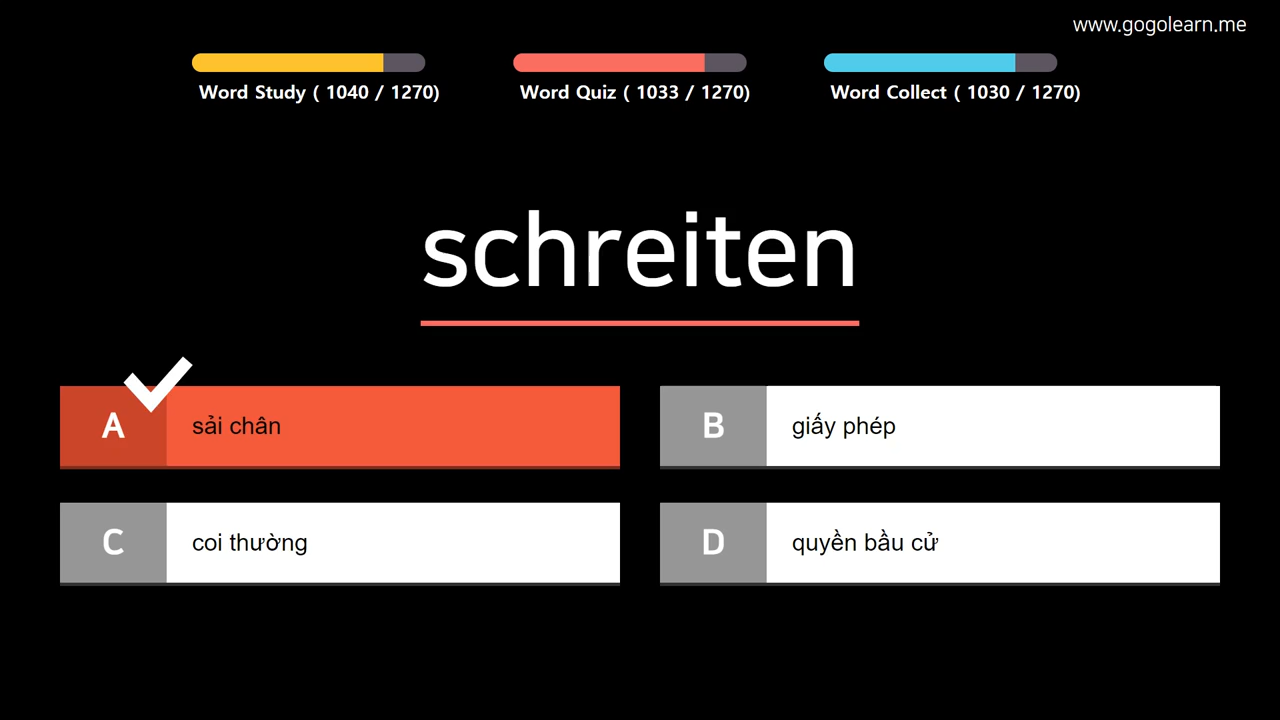 www.gogolearn.me
Word Study ( 1040 / 1270)
Word Quiz ( 1033 / 1270)
Word Collect ( 1030 / 1270)
schreiten
A sải chân
B giấy phép
C coi thường
D quyền bầu cử